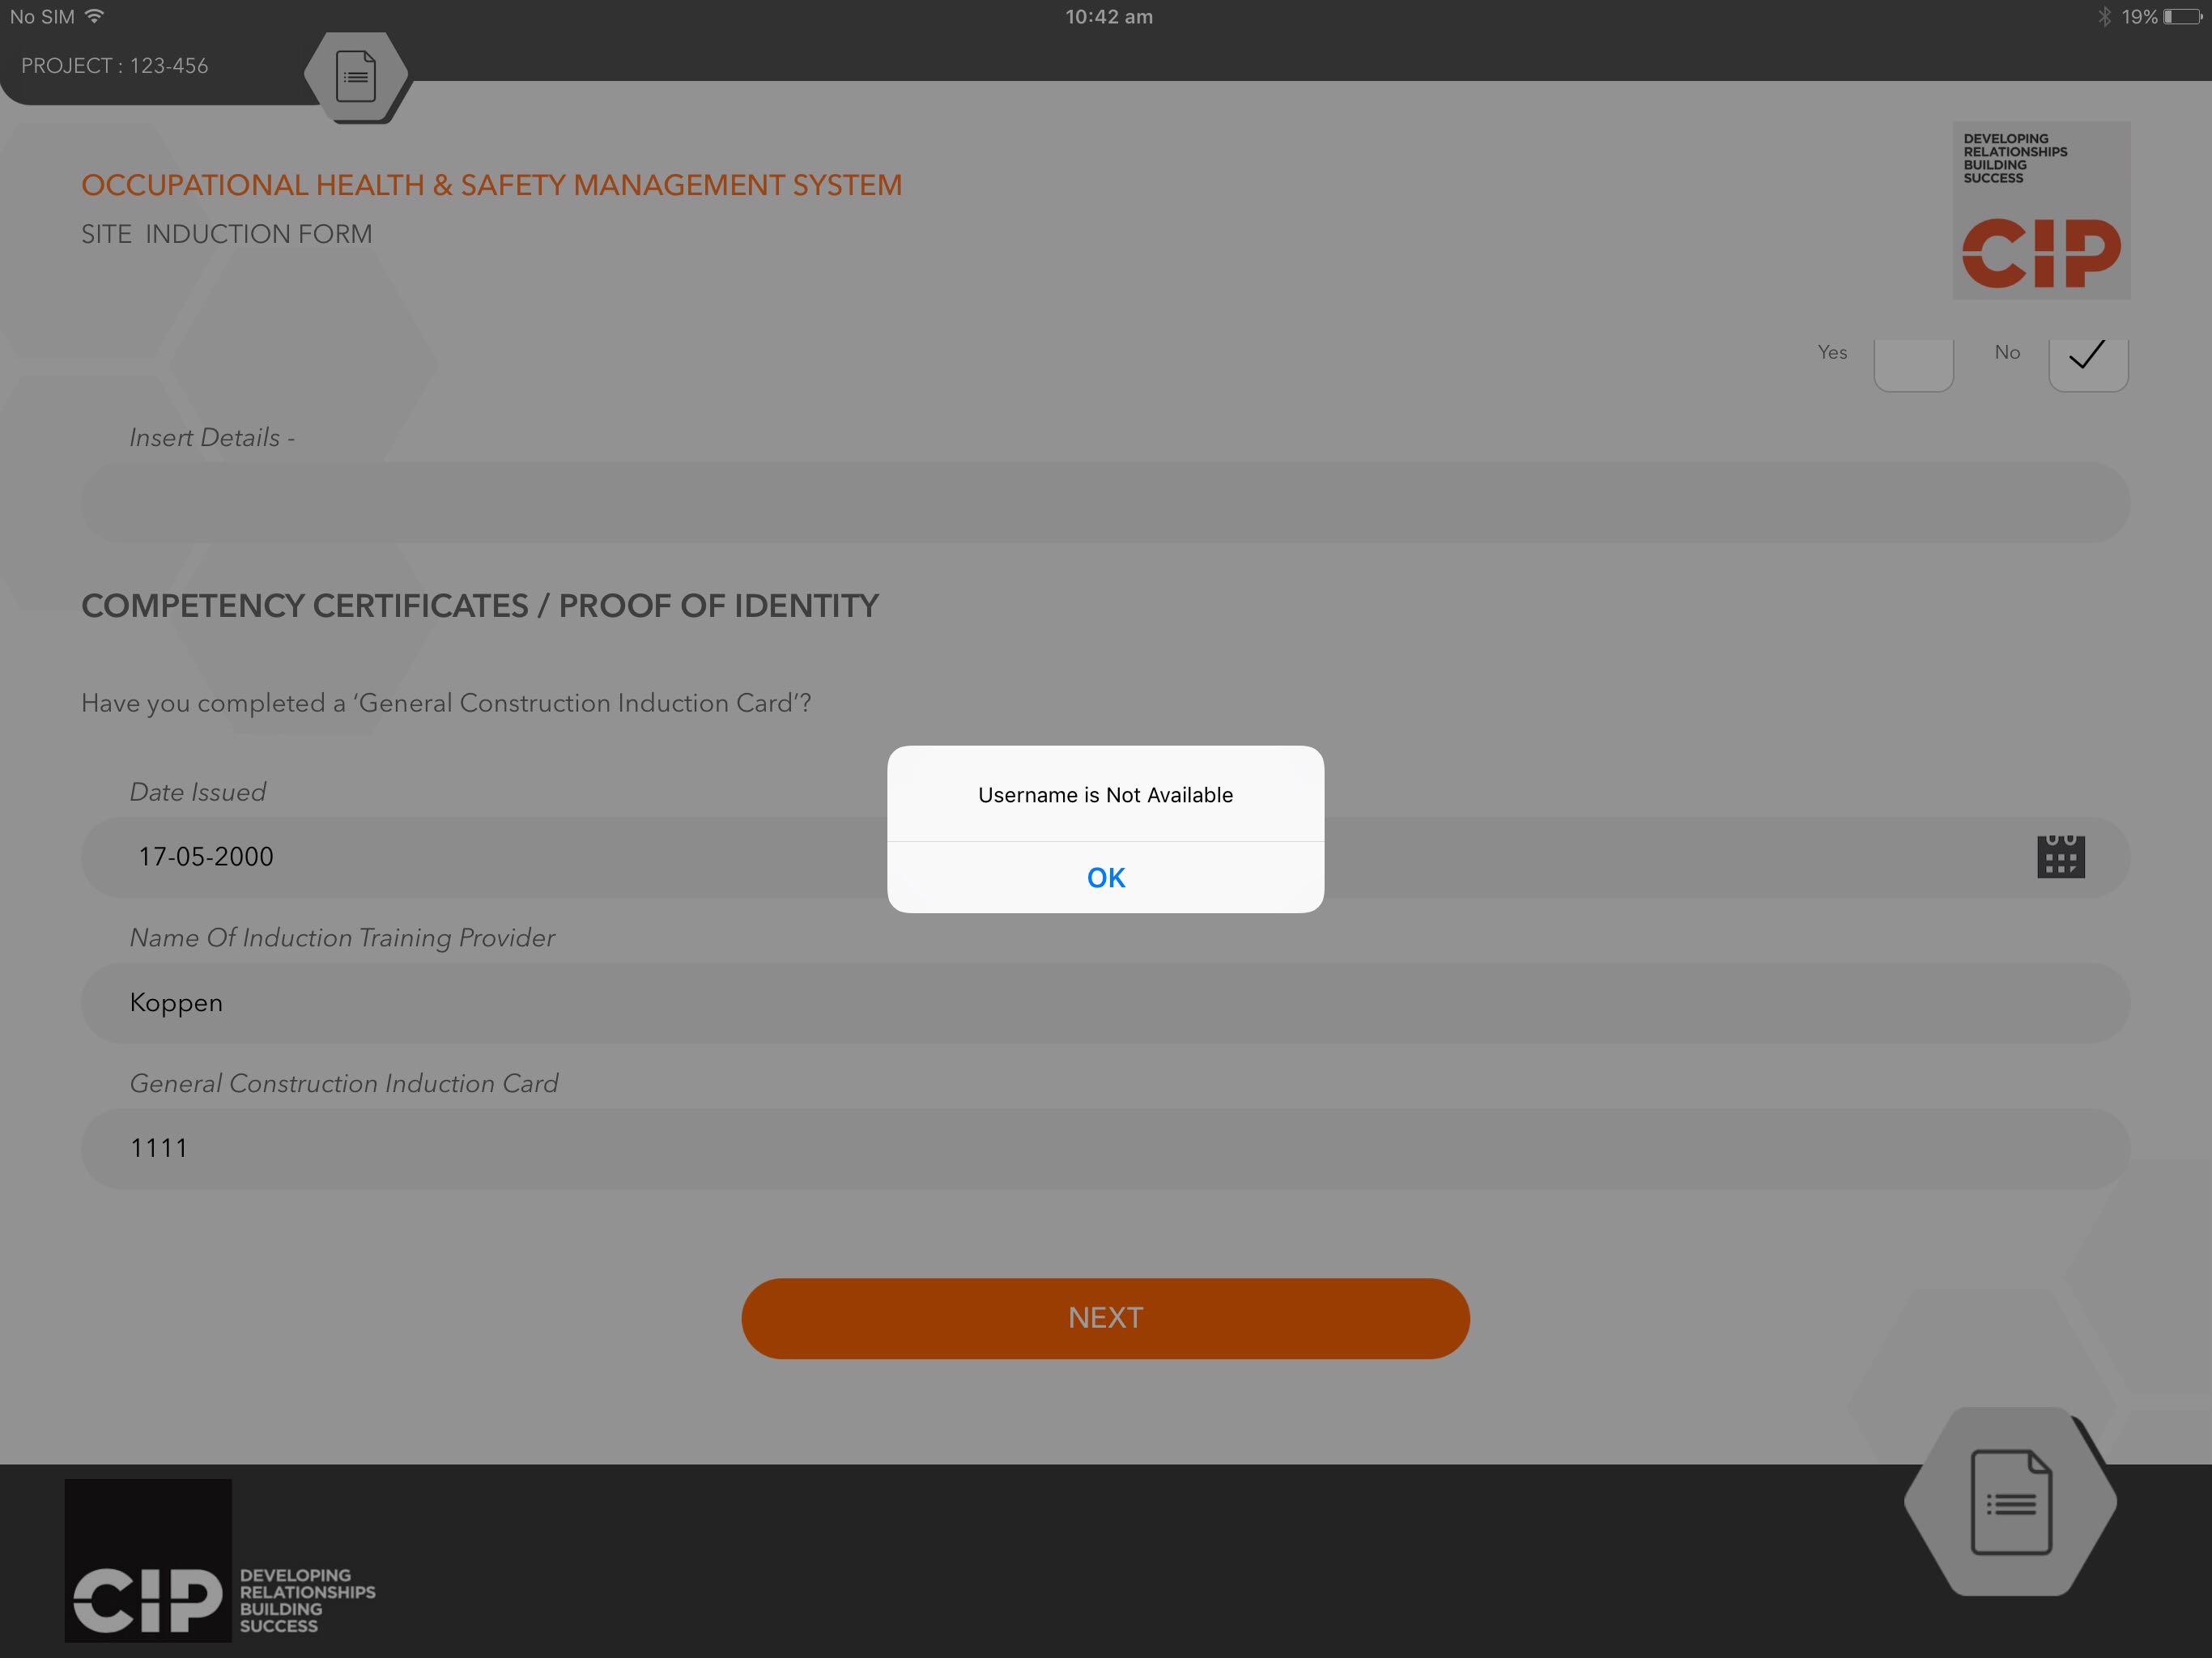 No SIM
10:42 am
19%
PROJECT : 123-456
DEVELOPING
RELATIONSHIPS
BUILDING
SUCCESS
CIP
OCCUPATIONAL HEALTH & SAFETY MANAGEMENT SYSTEM
SITE INDUCTION FORM
Yes
No
Insert Details -
COMPETENCY CERTIFICATES / PROOF OF IDENTITY
Have you completed a ‘General Construction Induction Card’?
Username is Not Available
OK
Date Issued
17-05-2000
Name Of Induction Training Provider
Koppen
General Construction Induction Card
1111
NEXT
CIP
DEVELOPING
RELATIONSHIPS
BUILDING
SUCCESS